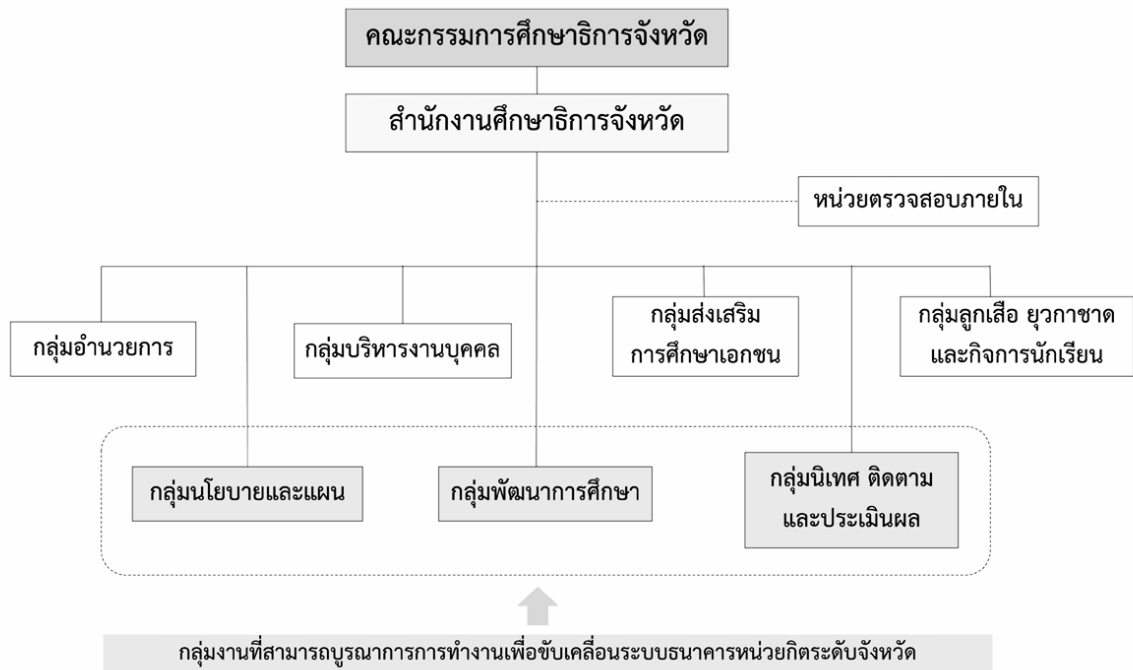 คณะกรรมการศึกษาธิการจังหวัด
สำนักงานศึกษาธิการจังหวัด
หน่วยตรวจสอบภายใน
กลุ่มอำนวยการ
กลุ่มบริหารงานบุคคล
กลุ่มส่งเสริม
การศึกษาเอกชน
กลุ่มลูกเสือ ยุวกาชาด
และกิจการนักเรียน
กลุ่มนโยบายและแผน
กลุ่มพัฒนาการศึกษา
กลุ่มนิเทศ ติดตาม
และประเมินผล
กลุ่มงานที่สามารถบูรณาการการทำงานเพื่อขับเคลื่อนระบบธนาคารหน่วยกิตระดับจังหวัด